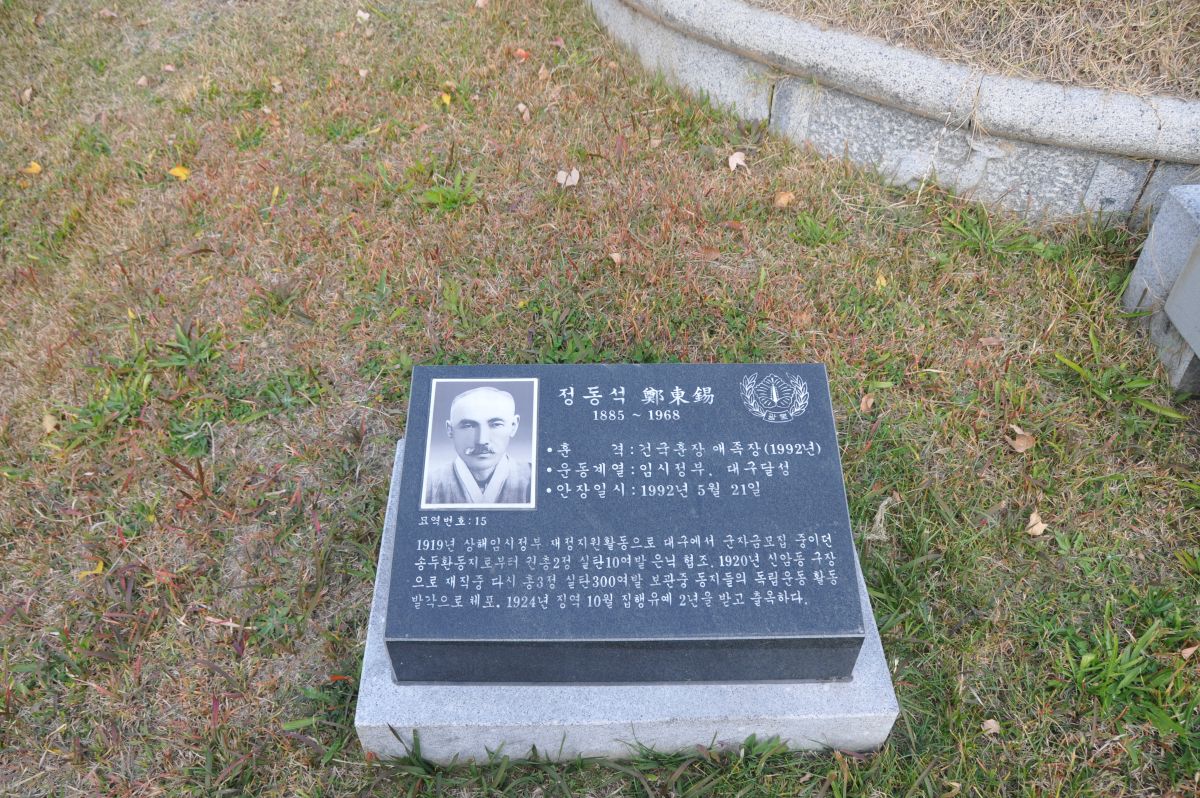 정동석 鄭東錫
1885 ~ 1968
• 훈 격 : 건국훈장 애족장(1992년)
• 운동계열 : 임시정부, 대구달성
• 안장일시 : 1992년 5월 21일
묘역번호 : 15
1919년 상해임시정부 재정지원활동으로 대구에서 군자금모집 중이던
송두환동지로부터 권총2정 실탄10여발 은닉 협조. 1920년 신암동 구장
으로 재직중 다시 총3정 실탄300여발 보관중 동지들의 독립운동 활동
발각으로 체포. 1924년 징역 10월 집행유예 2년을 받고 출옥하다.